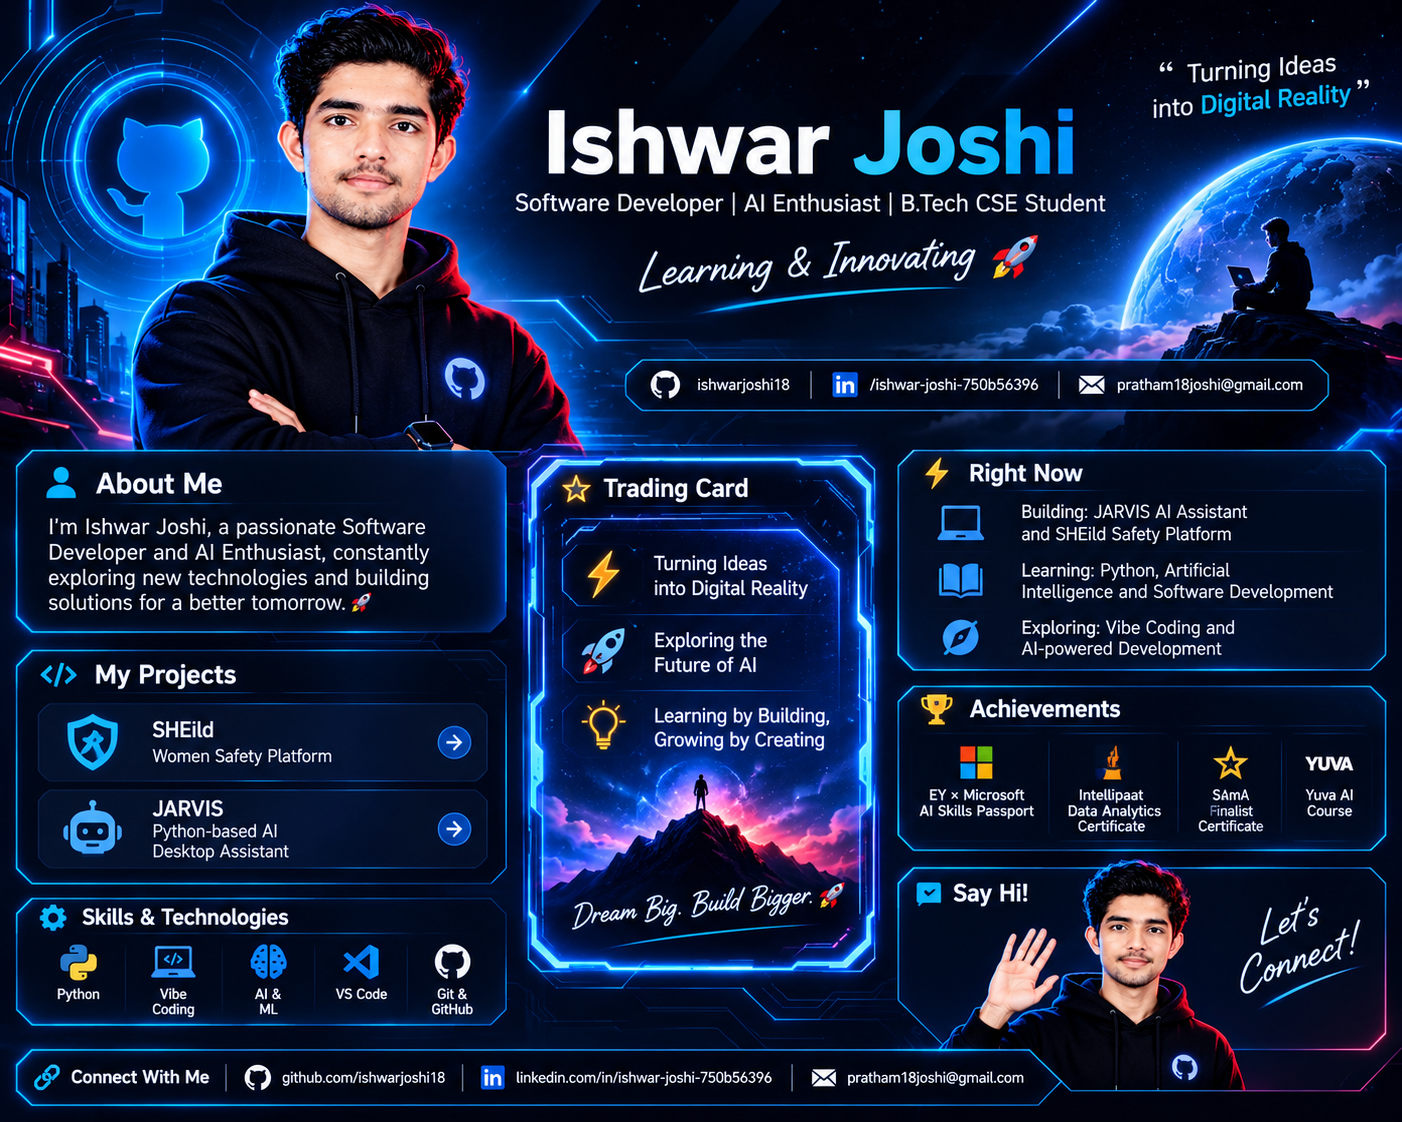 “ Turning Ideas
into Digital Reality ”
Ishwar Joshi
Software Developer | AI Enthusiast | B.Tech CSE Student
Learning & Innovating 🚀
ishwarjoshi18 | in /ishwar-joshi-750b56396 | pratham18joshi@gmail.com
About Me
I'm Ishwar Joshi, a passionate Software
Developer and AI Enthusiast, constantly
exploring new technologies and building
solutions for a better tomorrow. 🚀
</> My Projects
SHEild
Women Safety Platform
JARVIS
Python-based AI
Desktop Assistant
Skills & Technologies
Python
</>
Vibe
Coding
AI &
ML
VS Code
Git &
GitHub
Trading Card
Turning Ideas
into Digital Reality
Exploring the
Future of AI
Learning by Building,
Growing by Creating
Dream Big. Build Bigger. 🚀
Right Now
Building: JARVIS AI Assistant
and SHEild Safety Platform
Learning: Python, Artificial
Intelligence and Software Development
Exploring: Vibe Coding and
AI-powered Development
Achievements
EY × Microsoft
AI Skills Passport
Intellipaat
Data Analytics
Certificate
SAmA
Finalist
Certificate
YUVA
Yuva AI
Course
Say Hi!
Let's
Connect!
Connect With Me | github.com/ishwarjoshi18 | in linkedin.com/in/ishwar-joshi-750b56396 | pratham18joshi@gmail.com